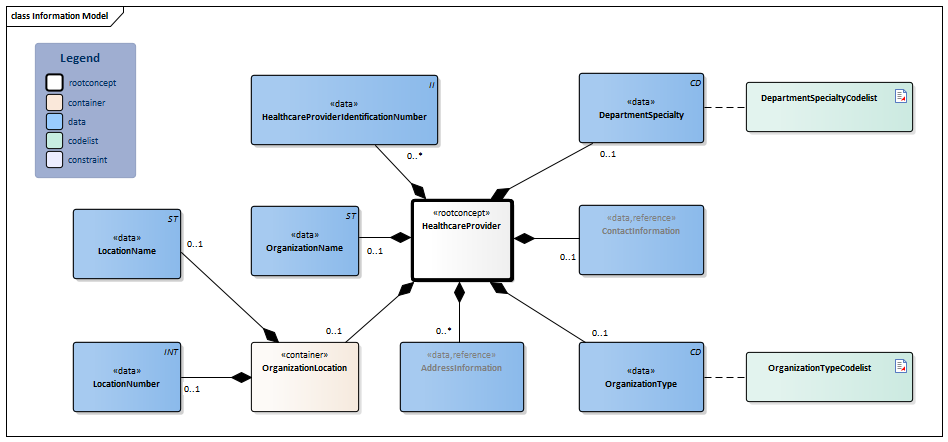 class Information Model
Legend
rootconcept
container
data
codelist
constraint
II
«data»
HealthcareProviderIdentificationNumber
0..*
CD
«data»
DepartmentSpecialty
0..1
DepartmentSpecialtyCodelist
ST
«data»
LocationName
0..1
ST
«data»
OrganizationName
0..1
«rootconcept»
HealthcareProvider
«data,reference»
ContactInformation
0..1
INT
«data»
LocationNumber
0..1
«container»
OrganizationLocation
0..1
«data,reference»
AddressInformation
0..*
CD
«data»
OrganizationType
0..1
OrganizationTypeCodelist